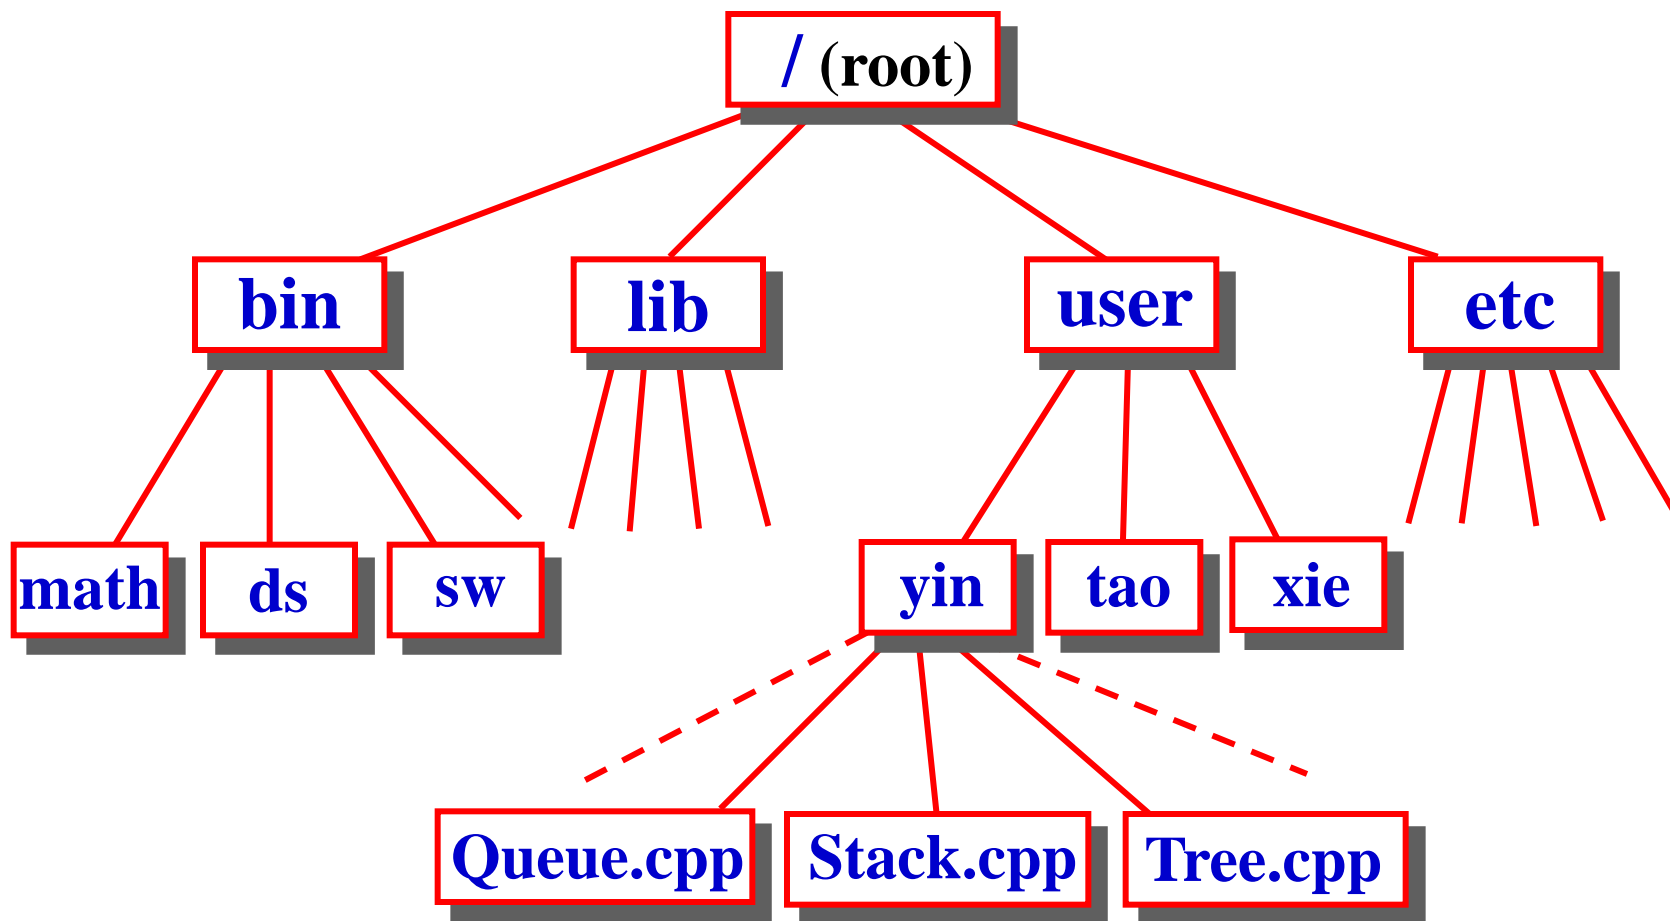 / (root)
bin
lib
user
etc
math
ds
sw
yin
tao
xie
Queue.cpp
Stack.cpp
Tree.cpp